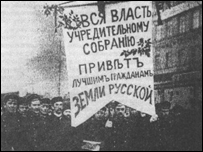 ВСЯ ВЛАСТЬ
УЧРЕДИТЕЛЬНОМУ
СОБРАНІЮ
ПРИВѢТЪ
ЛУЧШИМЪ ГРАЖДАНАМЪ
ЗЕМЛИ РУССКОЙ